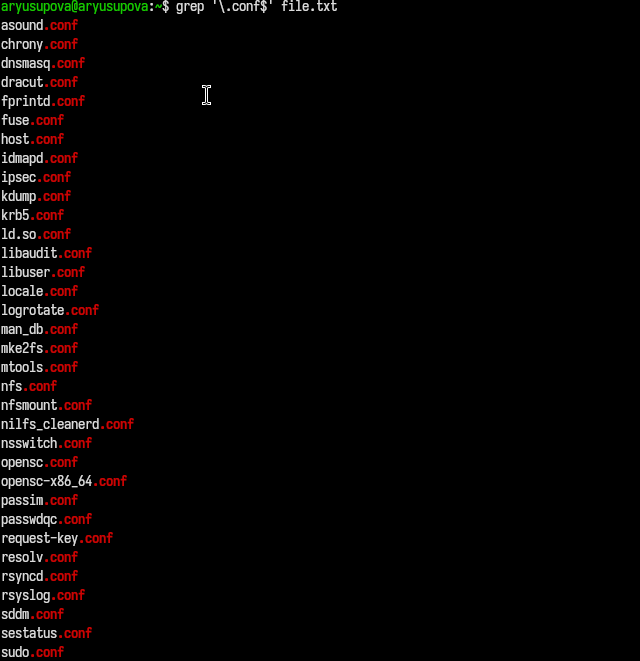 aryusupova@aryusupova:~$ grep '\.conf$' file.txt
asound.conf
chrony.conf
dnsmasq.conf
dracut.conf
fprintd.conf
fuse.conf
host.conf
idmapd.conf
ipsec.conf
kdump.conf
krb5.conf
ld.so.conf
libaudit.conf
libuser.conf
locale.conf
logrotate.conf
man_db.conf
mke2fs.conf
mtools.conf
nfs.conf
nfsmount.conf
nilfs_cleanerd.conf
nsswitch.conf
opensc.conf
opensc-x86_64.conf
passim.conf
passwdqc.conf
request-key.conf
resolv.conf
rsyncd.conf
rsyslog.conf
sddm.conf
sestatus.conf
sudo.conf